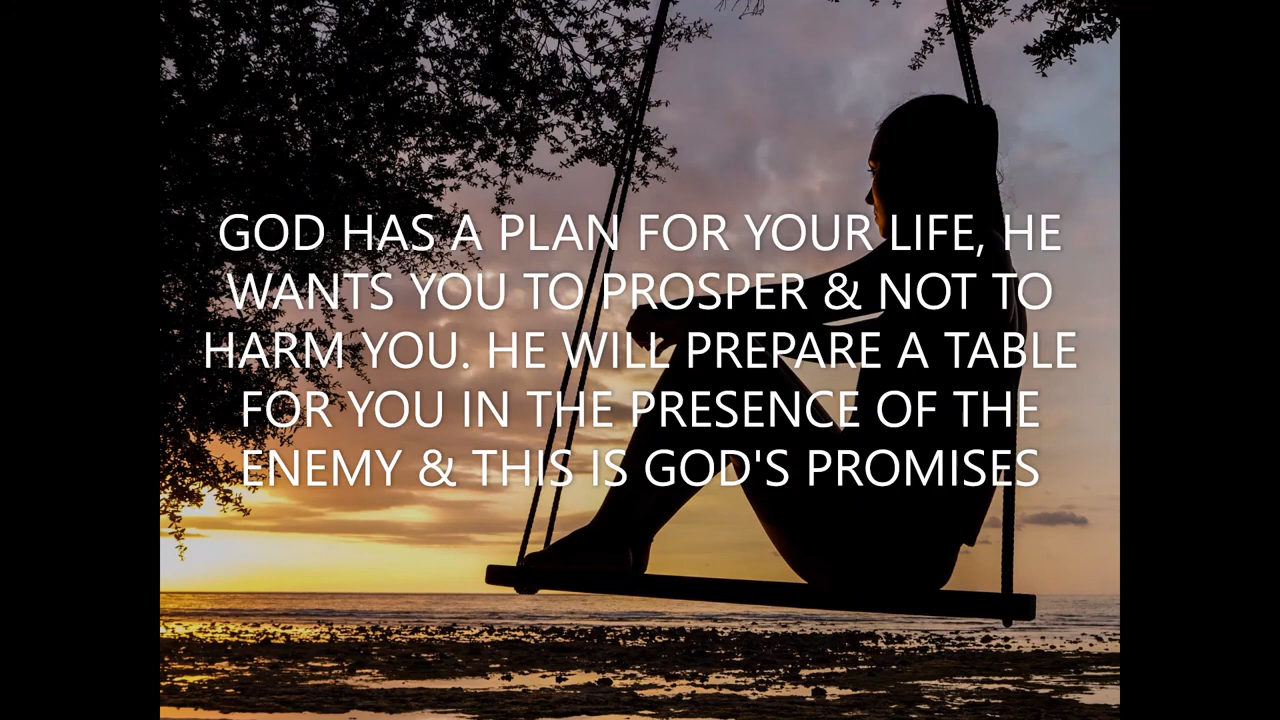 GOD HAS A PLAN FOR YOUR LIFE, HE
WANTS YOU TO PROSPER & NOT TO
HARM YOU. HE WILL PREPARE A TABLE
FOR YOU IN THE PRESENCE OF THE
ENEMY & THIS IS GOD'S PROMISES